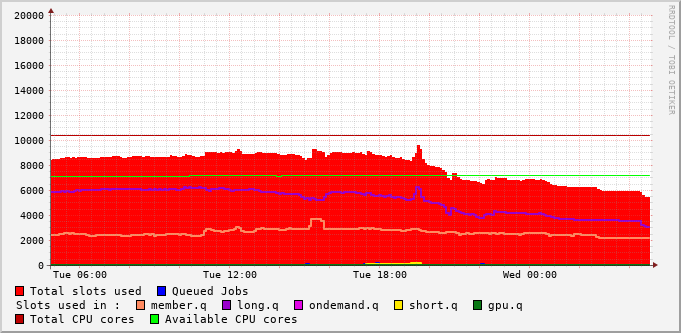 RRDTOOL / TOBI OETIKER
20000
18000
16000
14000
12000
10000
8000
6000
4000
2000
0
Tue 06:00 Tue 12:00 Tue 18:00 Wed 00:00
Total slots used Queued Jobs
Slots used in : member.q long.q ondemand.q short.q gpu.q
Total CPU cores Available CPU cores